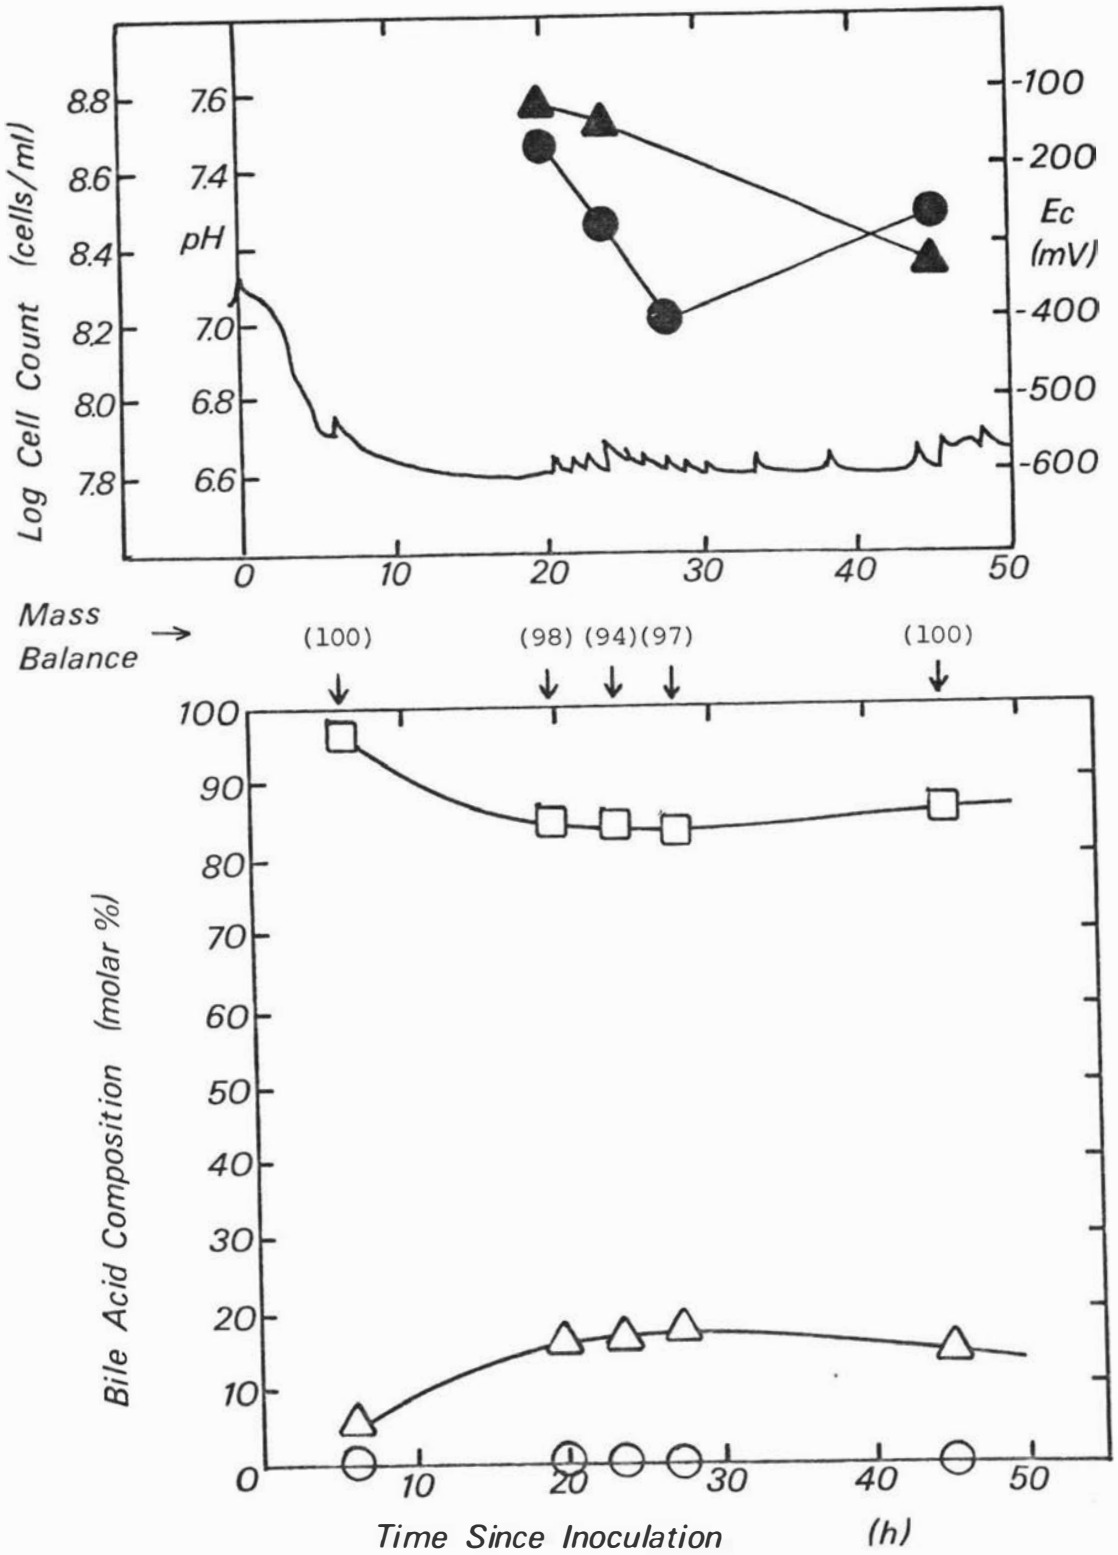 Log Cell Count (cells/ml)
8.8
8.6
8.4
8.2
8.0
7.8
7.6
7.4
pH
7.0
6.8
6.6
-100
-200
Ec
(mV)
-400
-500
-600
0 10 20 30 40 50
Mass
Balance →
(100) (98) (94) (97) (100)
Bile Acid Composition (molar %)
100
90
80
70
60
50
40
30
20
10
0
10 20 30 40 50
Time Since Inoculation (h)